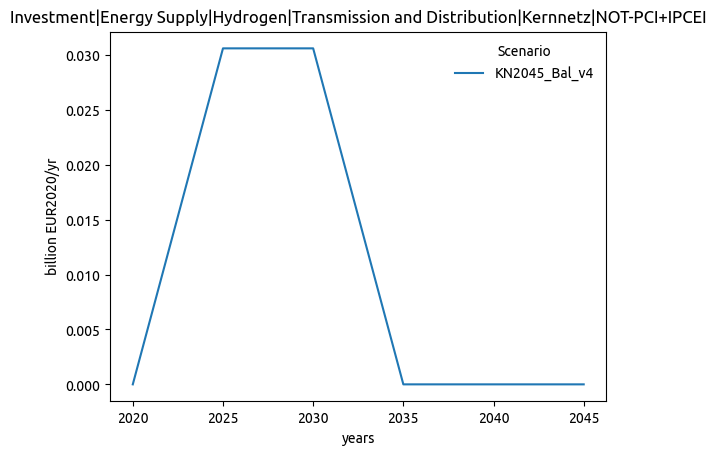 Investment|Energy Supply|Hydrogen|Transmission and Distribution|Kernnetz|NOT-PCI+IPCEI
Scenario
KN2045_Bal_v4
0.030
0.025
0.020
0.015
0.010
0.005
0.000
billion EUR2020/yr
2020 2025 2030 2035 2040 2045
years